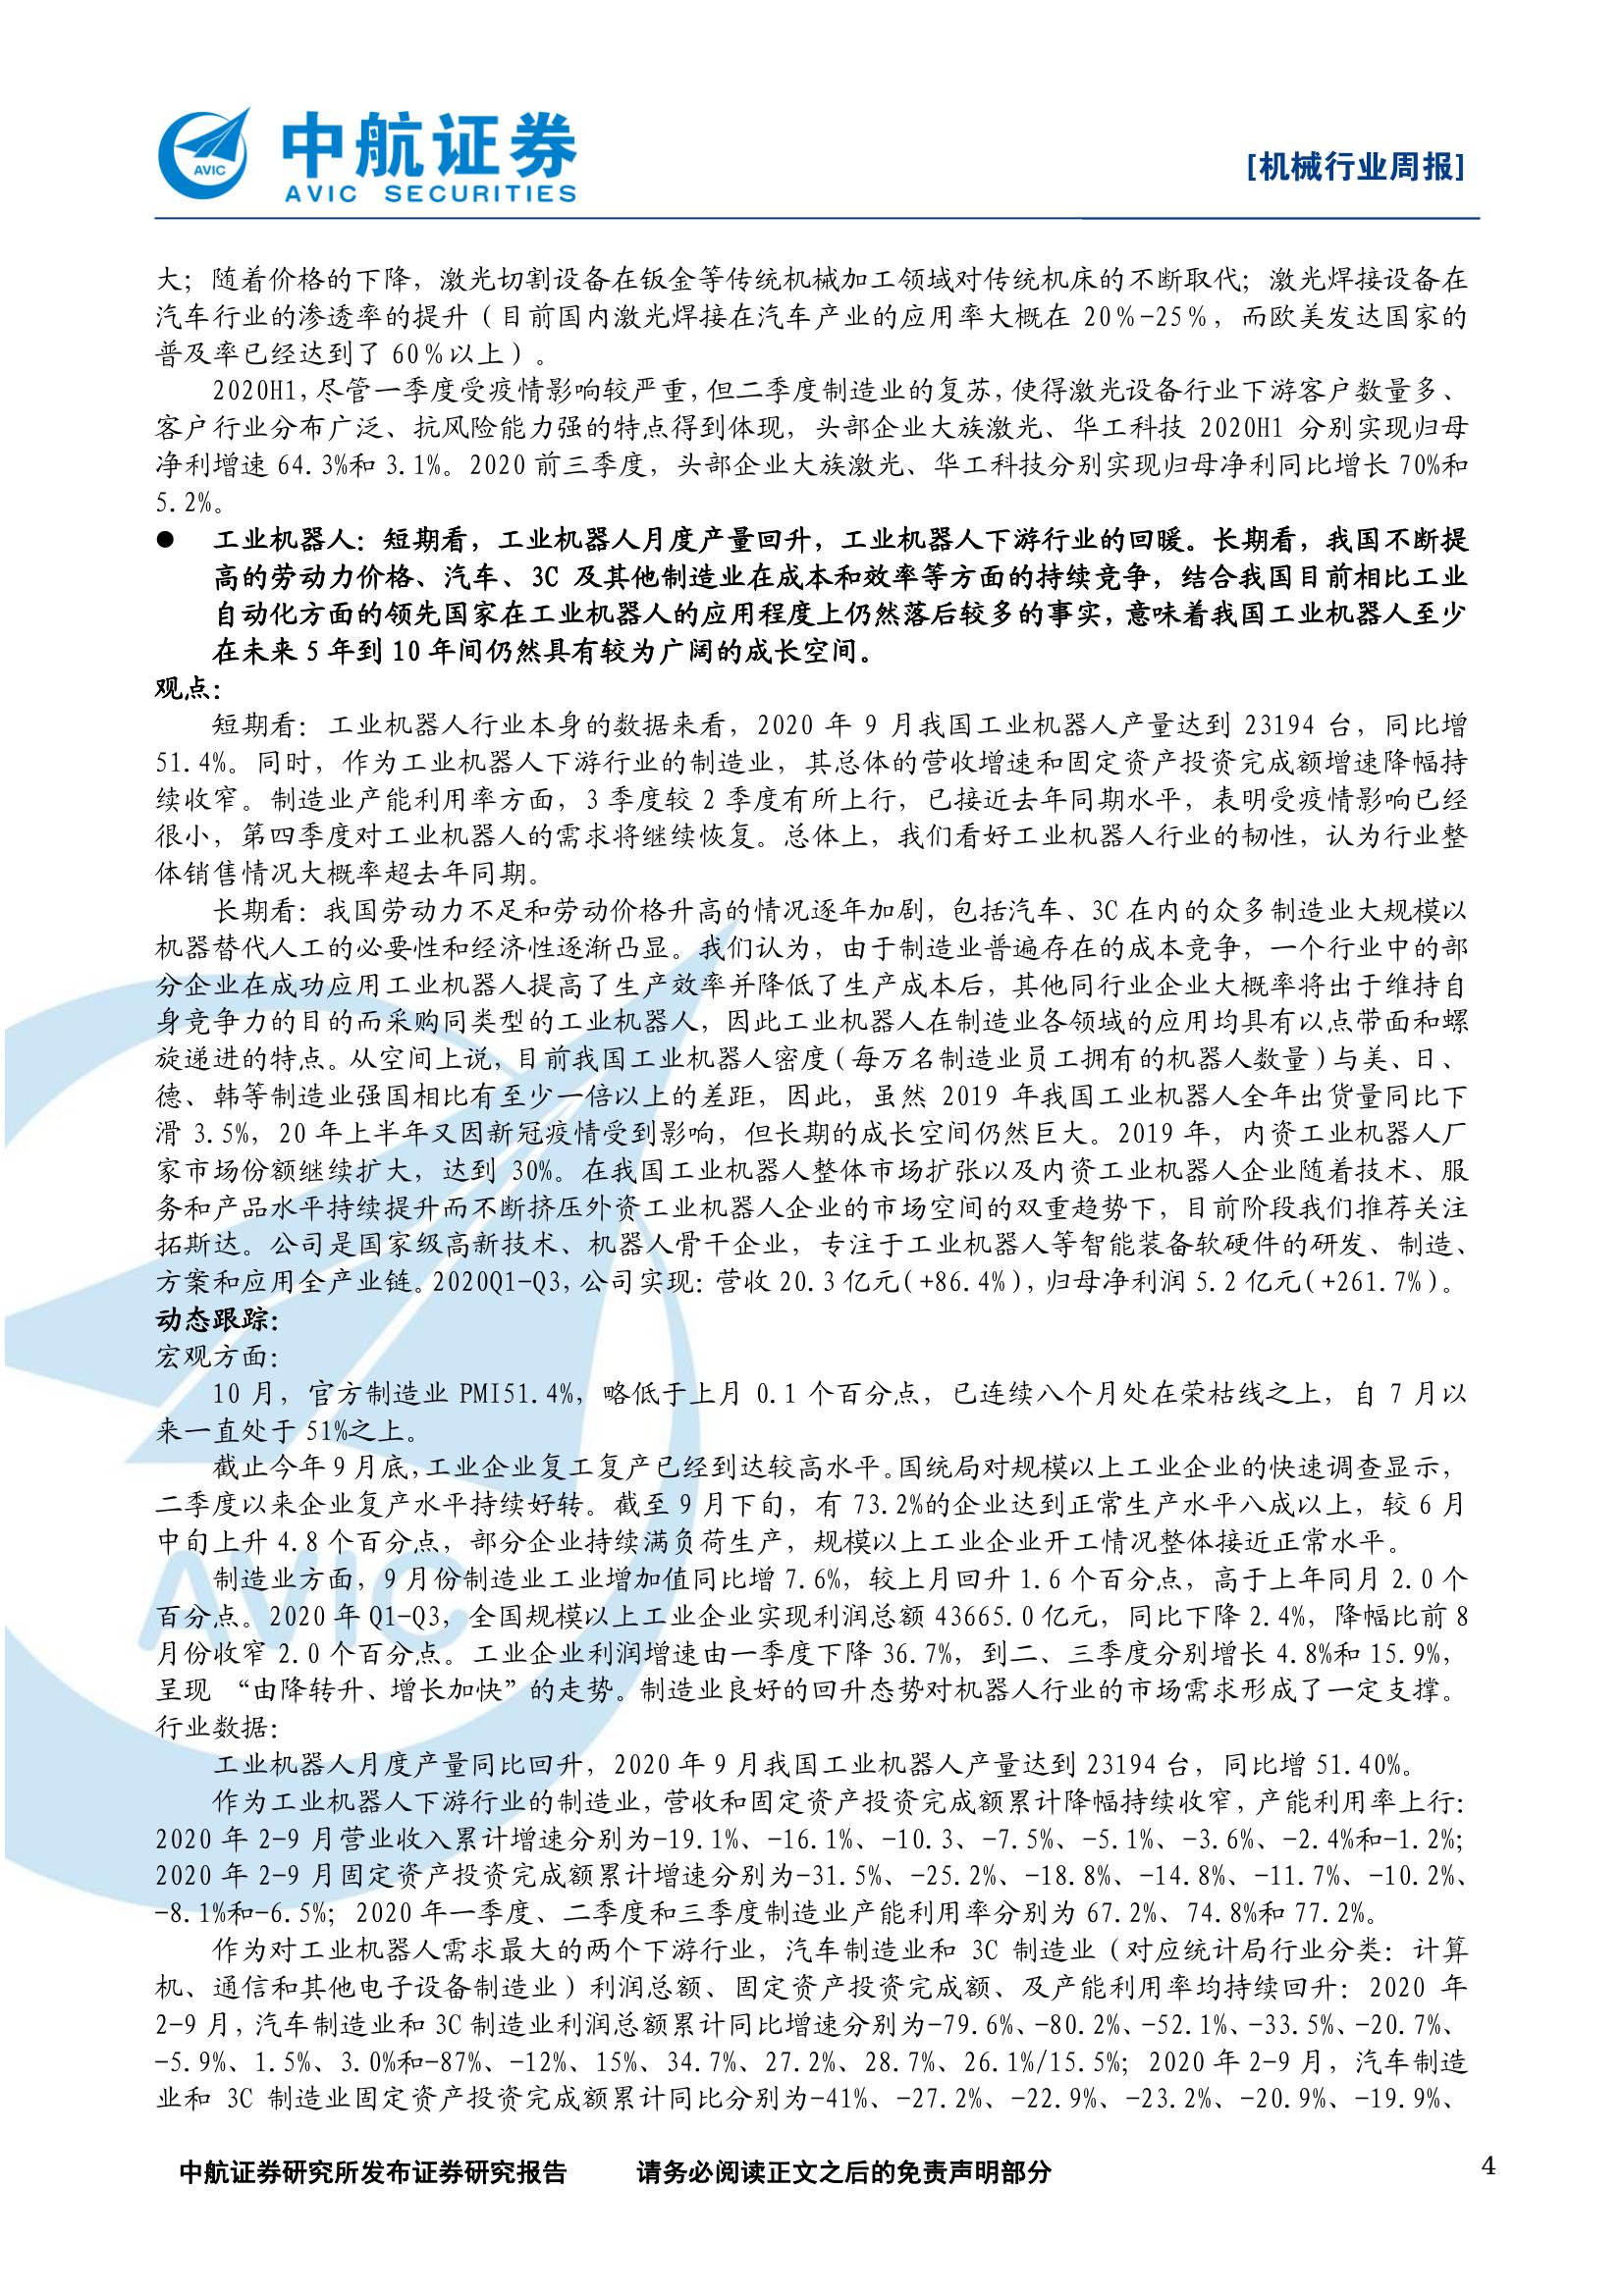 AVIC
中航证券
AVIC SECURITIES
[机械行业周报]
大；随着价格的下降，激光切割设备在钣金等传统机械加工领域对传统机床的不断取代；激光焊接设备在
汽车行业的渗透率的提升（目前国内激光焊接在汽车产业的应用率大概在 20%-25%，而欧美发达国家的
普及率已经达到了 60%以上）。
2020H1,尽管一季度受疫情影响较严重,但二季度制造业的复苏,使得激光设备行业下游客户数量多、
客户行业分布广泛、抗风险能力强的特点得到体现，头部企业大族激光、华工科技 2020H1 分别实现归母
净利增速 64.3%和 3.1%。2020 前三季度，头部企业大族激光、华工科技分别实现归母净利同比增长 70%和
5.2%。
● 工业机器人：短期看，工业机器人月度产量回升，工业机器人下游行业的回暖。长期看，我国不断提
高的劳动力价格、汽车、3C 及其他制造业在成本和效率等方面的持续竞争，结合我国目前相比工业
自动化方面的领先国家在工业机器人的应用程度上仍然落后较多的事实,意味着我国工业机器人至少
在未来 5 年到 10 年间仍然具有较为广阔的成长空间。
观点：
短期看：工业机器人行业本身的数据来看，2020 年 9 月我国工业机器人产量达到 23194 台，同比增
51.4%。同时，作为工业机器人下游行业的制造业，其总体的营收增速和固定资产投资完成额增速降幅持
续收窄。制造业产能利用率方面，3 季度较 2 季度有所上行，已接近去年同期水平，表明受疫情影响已经
很小，第四季度对工业机器人的需求将继续恢复。总体上，我们看好工业机器人行业的韧性，认为行业整
体销售情况大概率超去年同期。
长期看：我国劳动力不足和劳动价格升高的情况逐年加剧，包括汽车、3C 在内的众多制造业大规模以
机器替代人工的必要性和经济性逐渐凸显。我们认为，由于制造业普遍存在的成本竞争，一个行业中的部
分企业在成功应用工业机器人提高了生产效率并降低了生产成本后，其他同行业企业大概率将出于维持自
身竞争力的目的而采购同类型的工业机器人，因此工业机器人在制造业各领域的应用均具有以点带面和螺
旋递进的特点。从空间上说，目前我国工业机器人密度（每万名制造业员工拥有的机器人数量）与美、日、
德、韩等制造业强国相比有至少一倍以上的差距，因此，虽然 2019 年我国工业机器人全年出货量同比下
滑 3.5%，20 年上半年又因新冠疫情受到影响，但长期的成长空间仍然巨大。2019 年，内资工业机器人厂
家市场份额继续扩大，达到 30%。在我国工业机器人整体市场扩张以及内资工业机器人企业随着技术、服
务和产品水平持续提升而不断挤压外资工业机器人企业的市场空间的双重趋势下，目前阶段我们推荐关注
拓斯达。公司是国家级高新技术、机器人骨干企业，专注于工业机器人等智能装备软硬件的研发、制造、
方案和应用全产业链。2020Q1-Q3,公司实现：营收 20.3 亿元(+86.4%),归母净利润 5.2 亿元(+261.7%)。
动态跟踪：
宏观方面：
10 月，官方制造业 PMI51.4%，略低于上月 0.1 个百分点，已连续八个月处在荣枯线之上，自 7 月以
来一直处于 51%之上。
截止今年 9 月底,工业企业复工复产已经到达较高水平。国统局对规模以上工业企业的快速调查显示，
二季度以来企业复产水平持续好转。截至 9 月下旬，有 73.2%的企业达到正常生产水平八成以上，较 6 月
中旬上升 4.8 个百分点，部分企业持续满负荷生产，规模以上工业企业开工情况整体接近正常水平。
制造业方面，9 月份制造业工业增加值同比增 7.6%，较上月回升 1.6 个百分点，高于上年同月 2.0 个
百分点。2020 年 Q1-Q3，全国规模以上工业企业实现利润总额 43665.0 亿元，同比下降 2.4%，降幅比前 8
月份收窄 2.0 个百分点。工业企业利润增速由一季度下降 36.7%，到二、三季度分别增长 4.8%和 15.9%，
呈现 “由降转升、增长加快”的走势。制造业良好的回升态势对机器人行业的市场需求形成了一定支撑。
行业数据：
工业机器人月度产量同比回升，2020 年 9 月我国工业机器人产量达到 23194 台，同比增 51.40%。
作为工业机器人下游行业的制造业,营收和固定资产投资完成额累计降幅持续收窄,产能利用率上行：
2020 年 2-9 月营业收入累计增速分别为-19.1%、-16.1%、-10.3、-7.5%、-5.1%、-3.6%、-2.4%和-1.2%；
2020 年 2-9 月固定资产投资完成额累计增速分别为-31.5%、-25.2%、-18.8%、-14.8%、-11.7%、-10.2%、
-8.1%和-6.5%；2020 年一季度、二季度和三季度制造业产能利用率分别为 67.2%、74.8%和 77.2%。
作为对工业机器人需求最大的两个下游行业，汽车制造业和 3C 制造业（对应统计局行业分类：计算
机、通信和其他电子设备制造业）利润总额、固定资产投资完成额、及产能利用率均持续回升：2020 年
2-9 月,汽车制造业和 3C 制造业利润总额累计同比增速分别为-79.6%、-80.2%、-52.1%、-33.5%、-20.7%、
-5.9%、1.5%、3.0%和-87%、-12%、15%、34.7%、27.2%、28.7%、26.1%/15.5%；2020 年 2-9 月，汽车制造
业和 3C 制造业固定资产投资完成额累计同比分别为-41%、-27.2%、-22.9%、-23.2%、-20.9%、-19.9%、
中航证券研究所发布证券研究报告 请务必阅读正文之后的免责声明部分 4